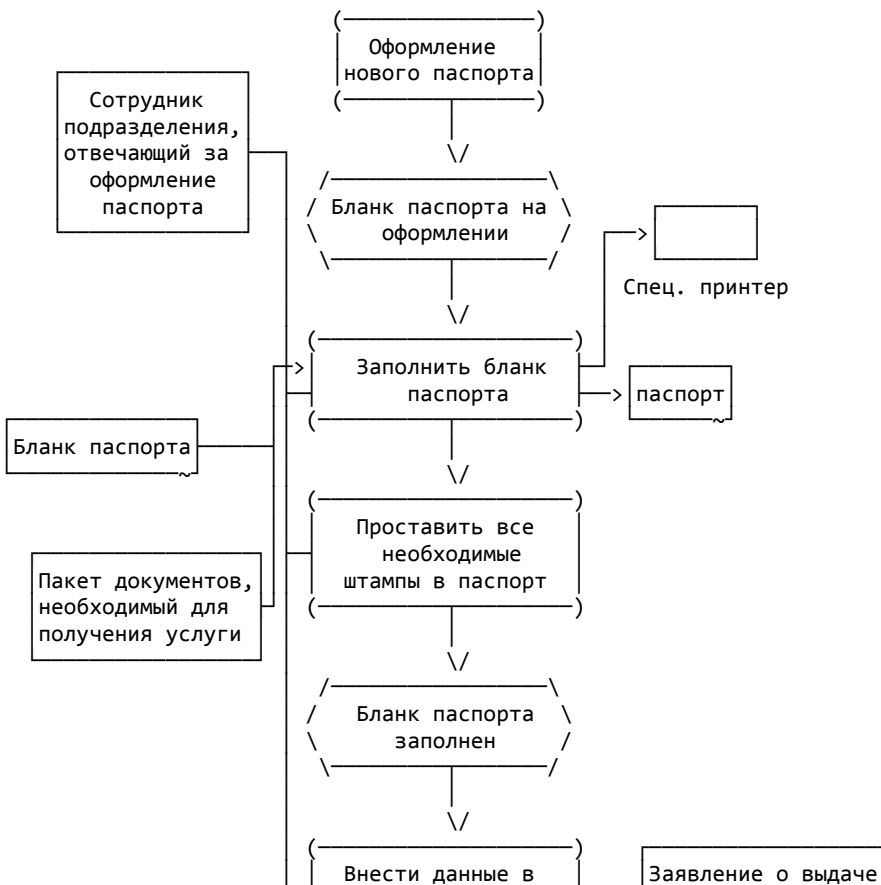 Оформление
нового паспорта
Сотрудник
подразделения,
отвечающий за
оформление
паспорта
Бланк паспорта на
оформлении
Спец. принтер
Заполнить бланк
паспорта
паспорт
Бланк паспорта
Проставить все
необходимые
штампы в паспорт
Пакет документов,
необходимый для
получения услуги
Бланк паспорта
заполнен
Внести данные в
Заявление о выдаче